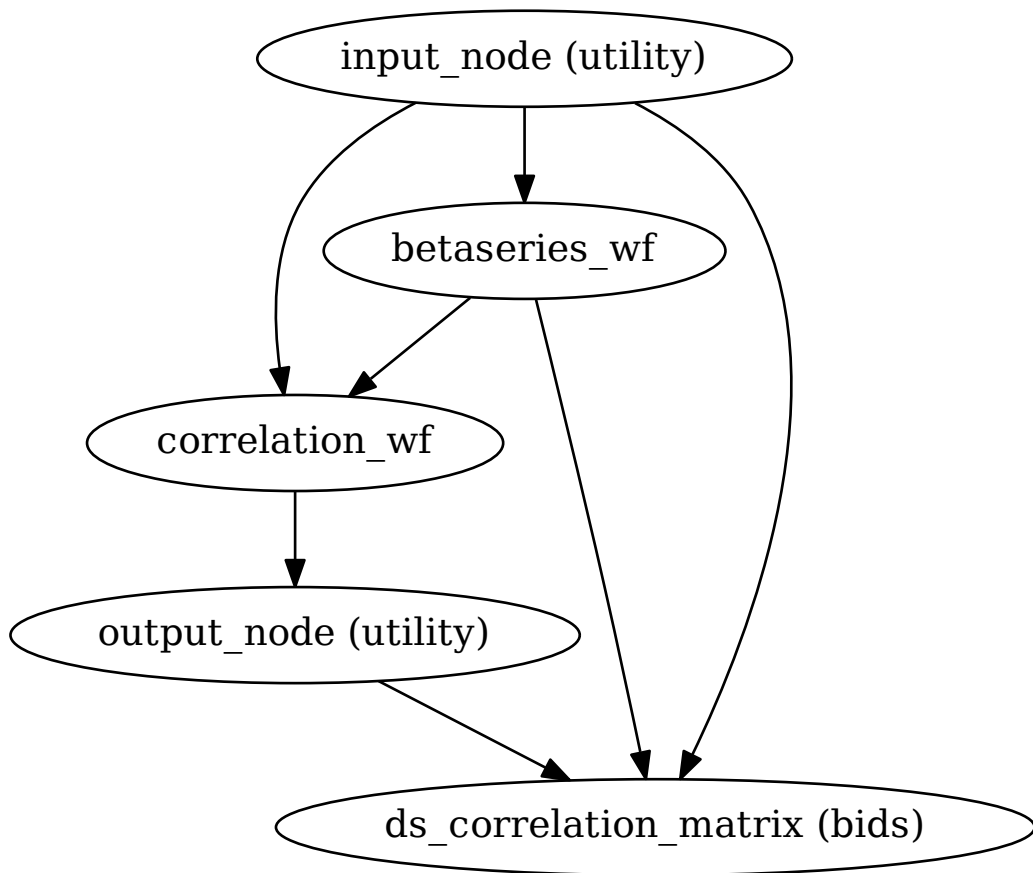 input_node (utility)
betaseries_wf
correlation_wf
output_node (utility)
ds_correlation_matrix (bids)